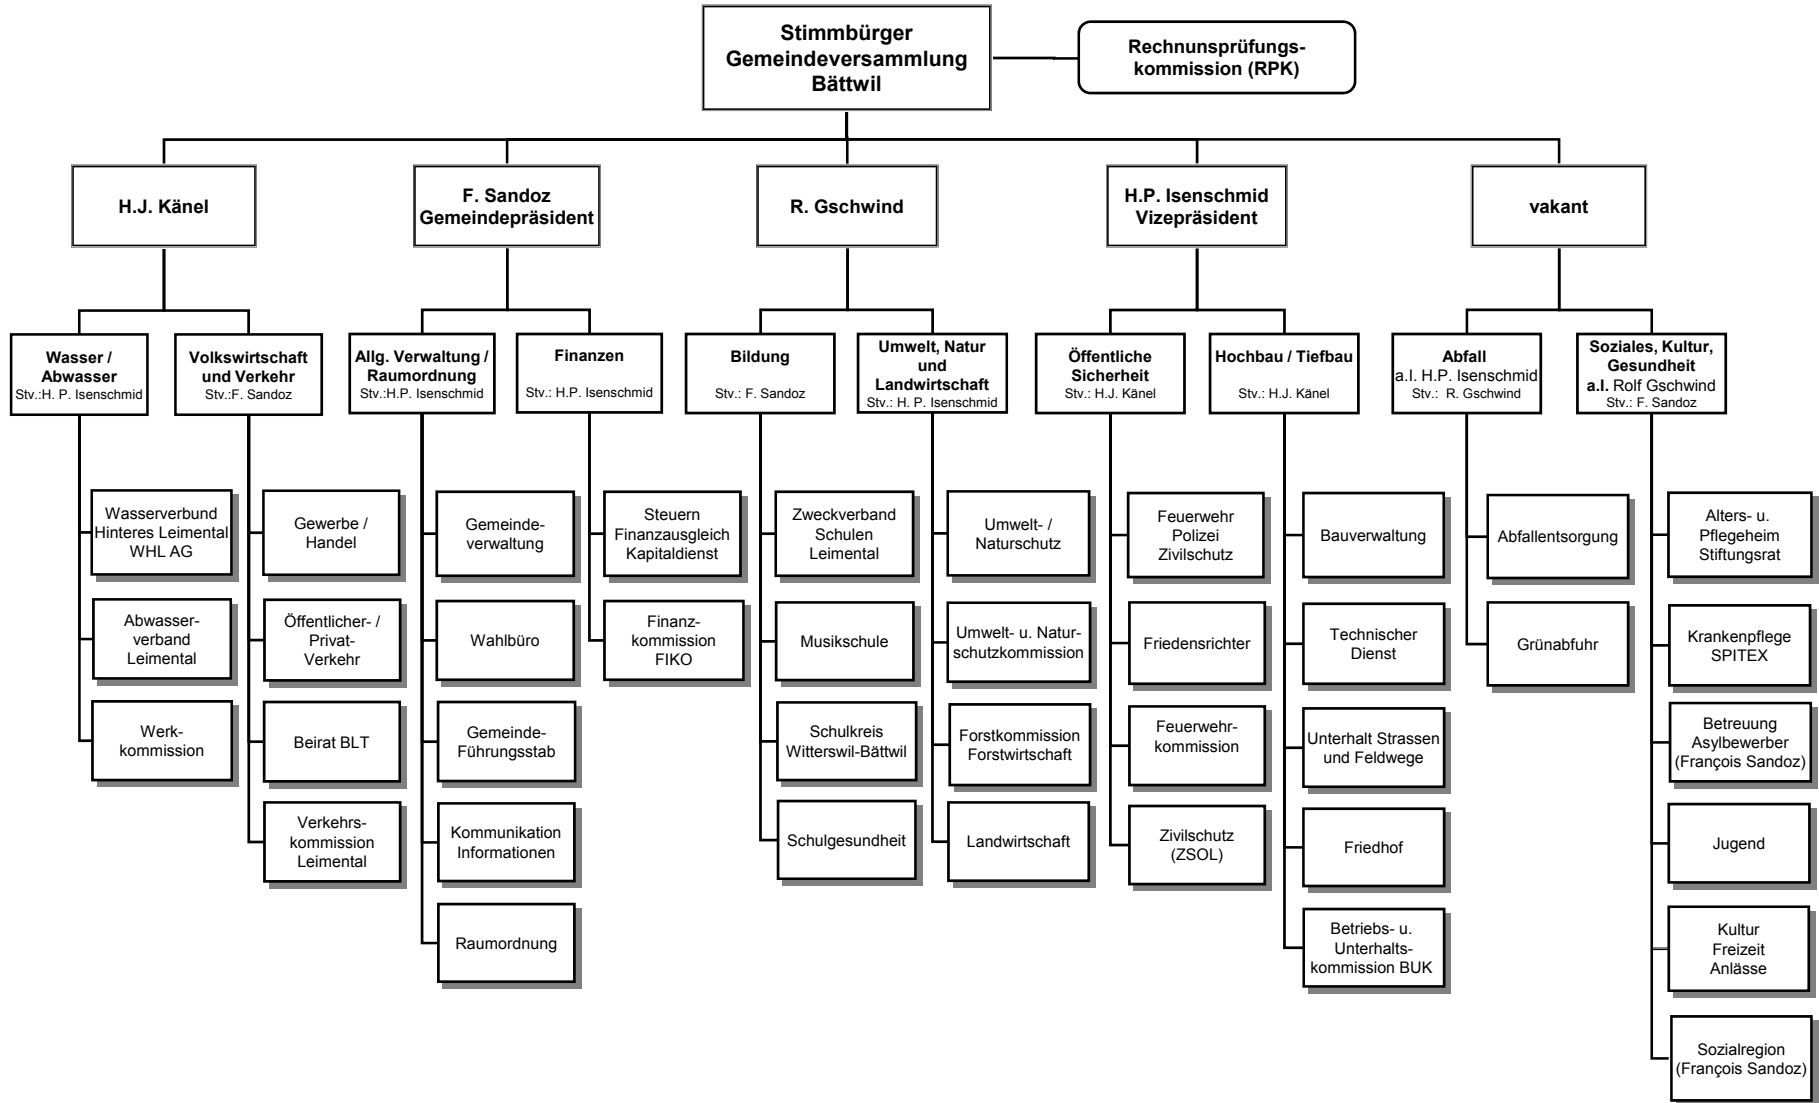 Stimmbürger
Gemeindeversammlung
Bättwil
Rechnunsprüfungs-
kommission (RPK)
H.J. Känel
F. Sandoz
Gemeindepräsident
R. Gschwind
H.P. Isenschmid
Vizepräsident
vakant
Wasser /
Abwasser
Stv.:H. P. Isenschmid
Volkswirtschaft
und Verkehr
Stv.:F. Sandoz
Allg. Verwaltung /
Raumordnung
Stv.:H.P. Isenschmid
Finanzen
Stv.: H.P. Isenschmid
Bildung
Stv.: F. Sandoz
Umwelt, Natur
und
Landwirtschaft
Stv.: H. P. Isenschmid
Öffentliche
Sicherheit
Stv.: H.J. Känel
Hochbau / Tiefbau
Stv.: H.J. Känel
Abfall
a.I. H.P. Isenschmid
Stv.: R. Gschwind
Soziales, Kultur,
Gesundheit
a.I. Rolf Gschwind
Stv.: F. Sandoz
Wasserverbund
Hinteres Leimental
WHL AG
Abwasser-
verband
Leimental
Werk-
kommission
Gewerbe /
Handel
Öffentlicher- /
Privat-
Verkehr
Beirat BLT
Verkehrs-
kommission
Leimental
Gemeinde-
verwaltung
Wahlbüro
Gemeinde-
Führungsstab
Kommunikation
Informationen
Raumordnung
Steuern
Finanzausgleich
Kapitaldienst
Finanz-
kommission
FIKO
Zweckverband
Schulen
Leimental
Musikschule
Schulkreis
Witterswil-Bättwil
Schulgesundheit
Umwelt- /
Naturschutz
Umwelt- u. Natur-
schutzkommission
Forstkommission
Forstwirtschaft
Landwirtschaft
Feuerwehr
Polizei
Zivilschutz
Friedensrichter
Feuerwehr-
kommission
Zivilschutz
(ZSOL)
Bauverwaltung
Technischer
Dienst
Unterhalt Strassen
und Feldwege
Friedhof
Betriebs- u.
Unterhalts-
kommission BUK
Abfallentsorgung
Grünabfuhr
Alters- u.
Pflegeheim
Stiftungsrat
Krankenpflege
SPITEX
Betreuung
Asylbewerber
(François Sandoz)
Jugend
Kultur
Freizeit
Anlässe
Sozialregion
(François Sandoz)